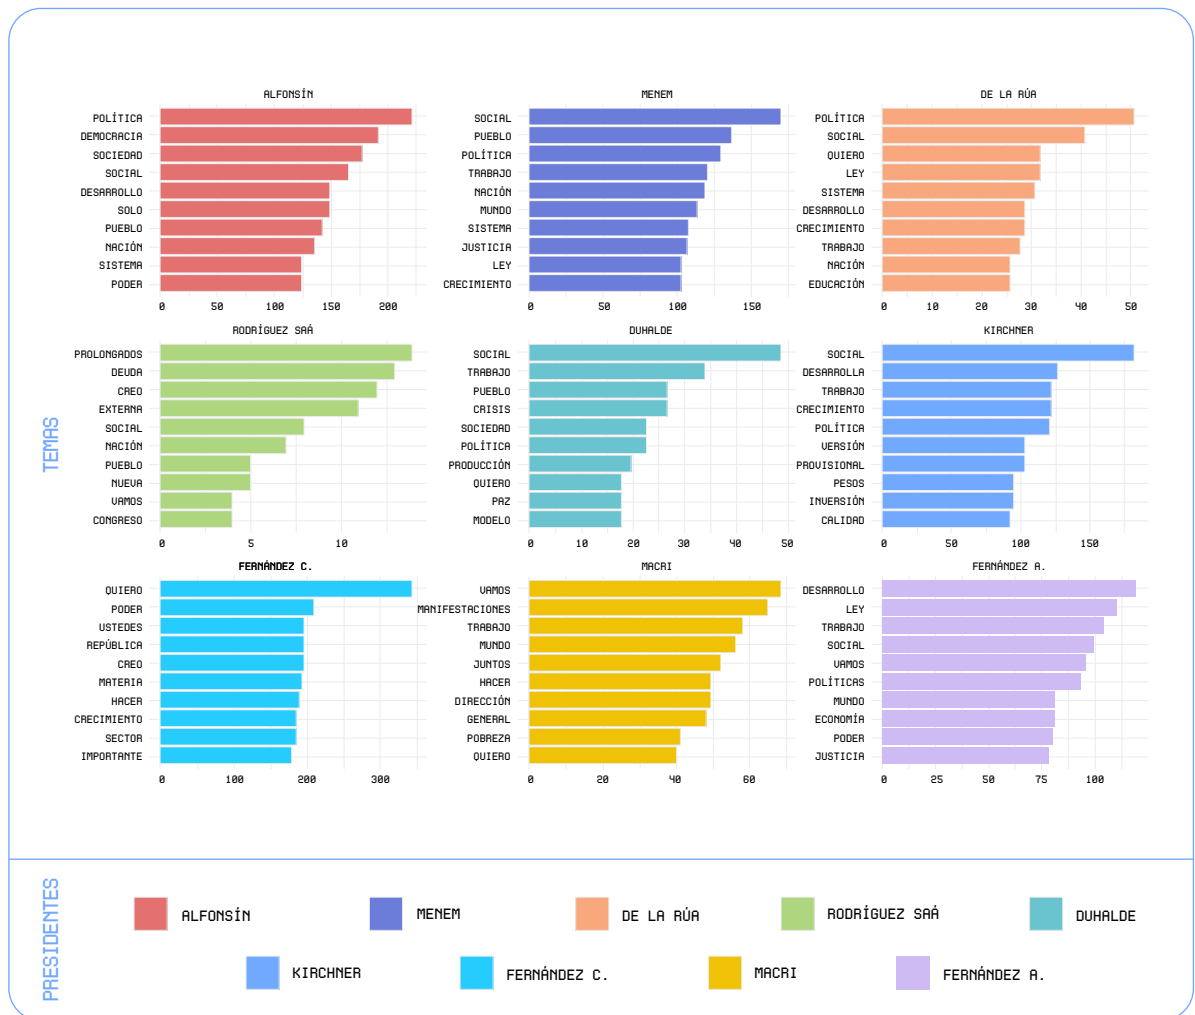 ALFONSÍN
POLÍTICA
DEMOCRACIA
SOCIEDAD
SOCIAL
DESARROLLO
SOLO
PUEBLO
NACIÓN
SISTEMA
PODER
0 50 100 150 200
MENEM
SOCIAL
PUEBLO
POLÍTICA
TRABAJO
NACIÓN
MUNDO
SISTEMA
JUSTICIA
LEY
CRECIMIENTO
0 50 100 150
DE LA RÚA
POLÍTICA
SOCIAL
QUIERO
LEY
SISTEMA
DESARROLLO
CRECIMIENTO
TRABAJO
NACIÓN
EDUCACIÓN
0 10 20 30 40 50
TEMAS
RODRÍGUEZ SAÁ
PROLONGADOS
DEUDA
CREO
EXTERNA
SOCIAL
NACIÓN
PUEBLO
NUEVA
VAMOS
CONGRESO
0 5 10
DUHALDE
SOCIAL
TRABAJO
PUEBLO
CRISIS
SOCIEDAD
POLÍTICA
PRODUCCIÓN
QUIERO
PAZ
MODELO
0 10 20 30 40 50
KIRCHNER
SOCIAL
DESARROLLA
TRABAJO
CRECIMIENTO
POLÍTICA
VERSIÓN
PROVISIONAL
PESOS
INVERSIÓN
CALIDAD
0 50 100 150
FERNÁNDEZ C.
QUIERO
PODER
USTEDES
REPÚBLICA
CREO
MATERIA
HACER
CRECIMIENTO
SECTOR
IMPORTANTE
0 100 200 300
MACRI
VAMOS
MANIFESTACIONES
TRABAJO
MUNDO
JUNTOS
HACER
DIRECCIÓN
GENERAL
POBREZA
QUIERO
0 20 40 60
FERNÁNDEZ A.
DESARROLLO
LEY
TRABAJO
SOCIAL
VAMOS
POLÍTICAS
MUNDO
ECONOMÍA
PODER
JUSTICIA
0 25 50 75 100
PRESIDENTES
ALFONSÍN
MENEM
DE LA RÚA
RODRÍGUEZ SAÁ
DUHALDE
KIRCHNER
FERNÁNDEZ C.
MACRI
FERNÁNDEZ A.